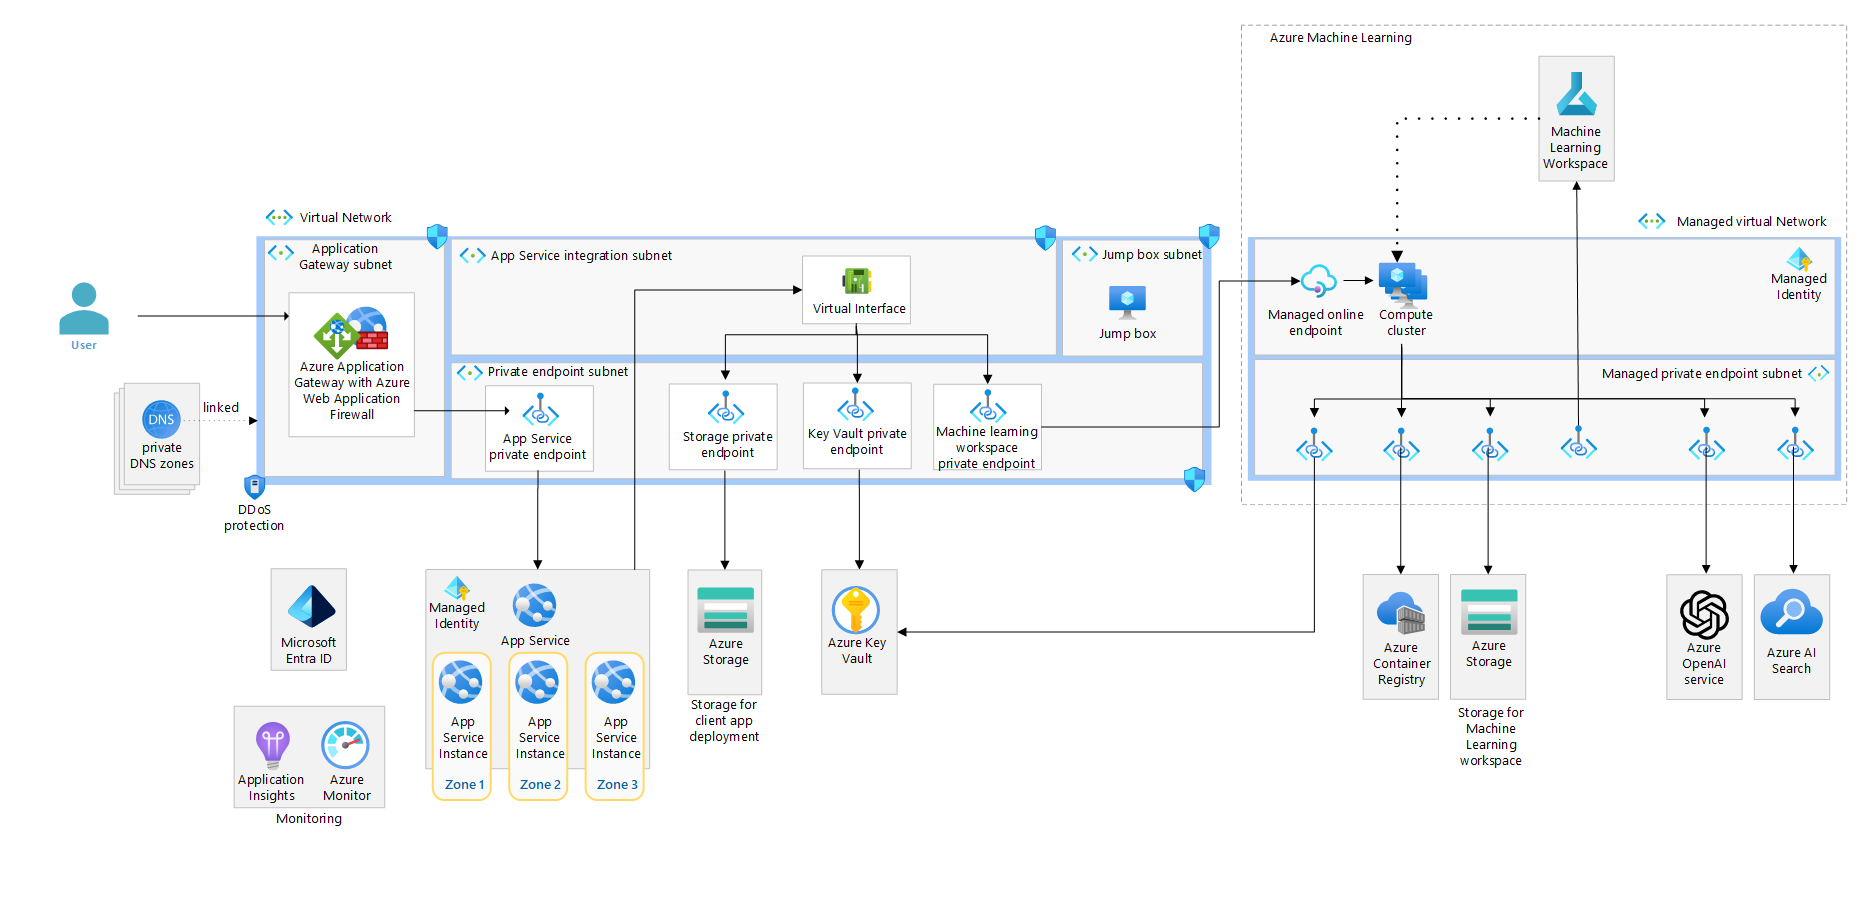 Azure Machine Learning
Machine
Learning
Workspace
Virtual Network
Managed virtual Network
Application
Gateway subnet
App Service integration subnet
Jump box subnet
Virtual Interface
Jump box
Managed online
endpoint
Compute
cluster
Managed
Identity
User
Azure Application
Gateway with Azure
Web Application
Firewall
Private endpoint subnet
Managed private endpoint subnet
linked
DNS
private
DNS zones
App Service
private endpoint
Storage private
endpoint
Key Vault private
endpoint
Machine learning
workspace
private endpoint
DDoS
protection
Microsoft
Entra ID
Managed
Identity
App Service
App
Service
Instance
Zone 1
App
Service
Instance
Zone 2
App
Service
Instance
Zone 3
Azure
Storage
Storage for
client app
deployment
Azure Key
Vault
Azure
Container
Registry
Azure
Storage
Storage for
Machine
Learning
workspace
Azure
OpenAI
service
Azure AI
Search
Application
Insights
Azure
Monitor
Monitoring